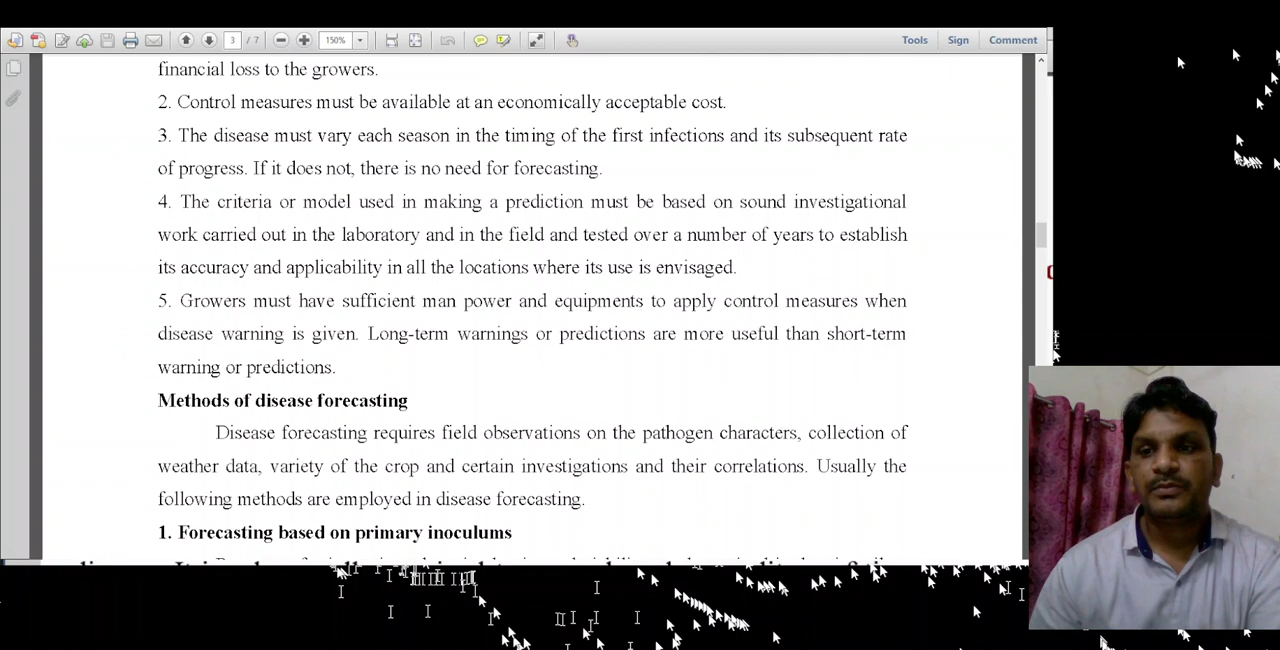 3 / 7
150%
Tools
Sign
Comment
financial loss to the growers.
2. Control measures must be available at an economically acceptable cost.
3. The disease must vary each season in the timing of the first infections and its subsequent rate
of progress. If it does not, there is no need for forecasting.
4. The criteria or model used in making a prediction must be based on sound investigational
work carried out in the laboratory and in the field and tested over a number of years to establish
its accuracy and applicability in all the locations where its use is envisaged.
5. Growers must have sufficient man power and equipments to apply control measures when
disease warning is given. Long-term warnings or predictions are more useful than short-term
warning or predictions.
Methods of disease forecasting
Disease forecasting requires field observations on the pathogen characters, collection of
weather data, variety of the crop and certain investigations and their correlations. Usually the
following methods are employed in disease forecasting.
1. Forecasting based on primary inoculums